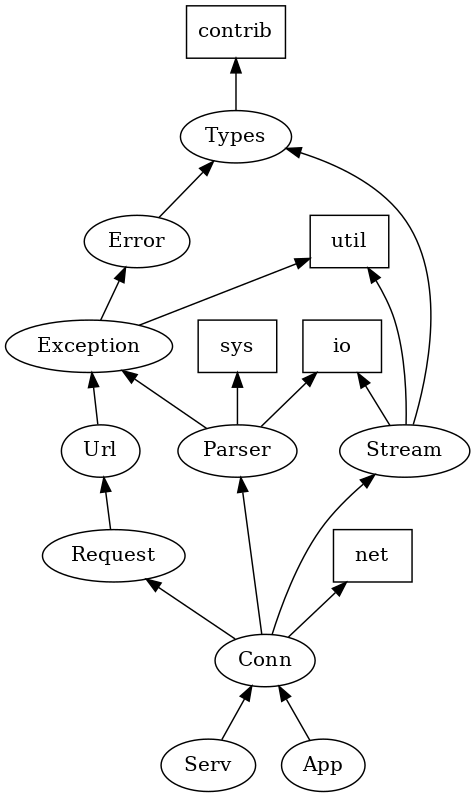 contrib
Types
Error
util
Exception
sys
io
Url
Parser
Stream
Request
net
Conn
Serv
App